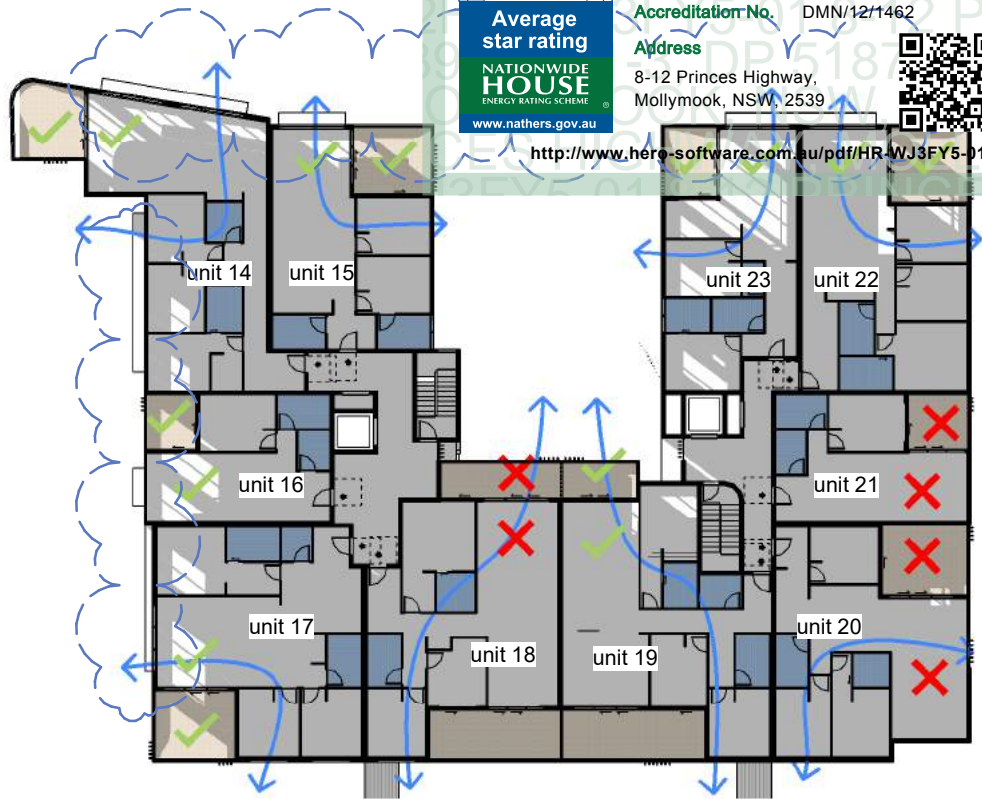 Average
star rating
NATIONWIDE
HOUSE
ENERGY RATING SCHEME ®
www.nathers.gov.au
Accreditation No. DMN/12/1462
Address
8-12 Princes Highway,
Mollymook, NSW, 2539
http://www.hero-software.com.au/pdf/HR-WJ3FY5-01
unit 14
unit 15
unit 23
unit 22
unit 16
unit 21
unit 17
unit 18
unit 19
unit 20